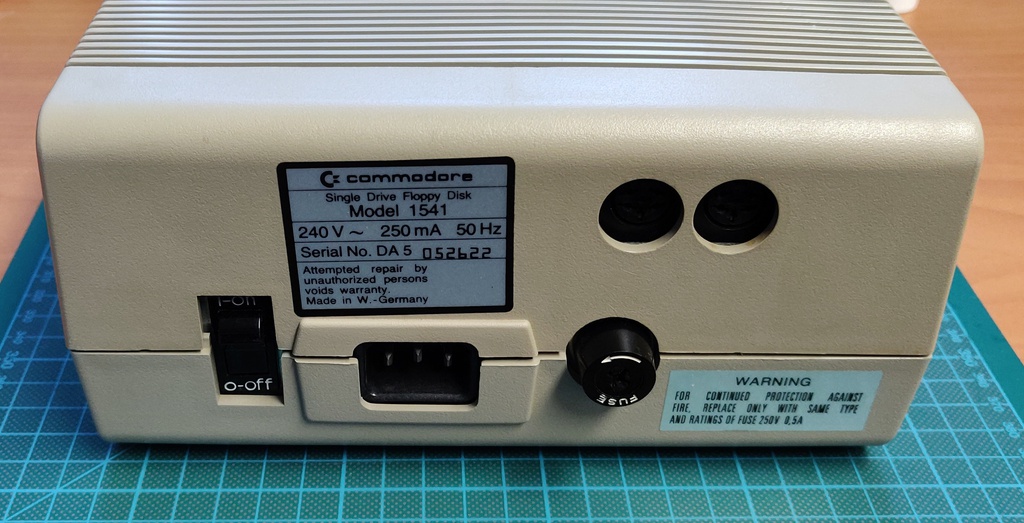 commodore
Single Drive Floppy Disk
Model 1541
240 V ~ 250 mA 50 Hz
Serial No. DA 5 052622
Attempted repair by
unauthorized persons
voids warranty.
Made in W.-Germany
o-off
FUSE
WARNING
FOR CONTINUED PROTECTION AGAINST
FIRE, REPLACE ONLY WITH SAME TYPE
AND RATINGS OF FUSE 250V 0,5A